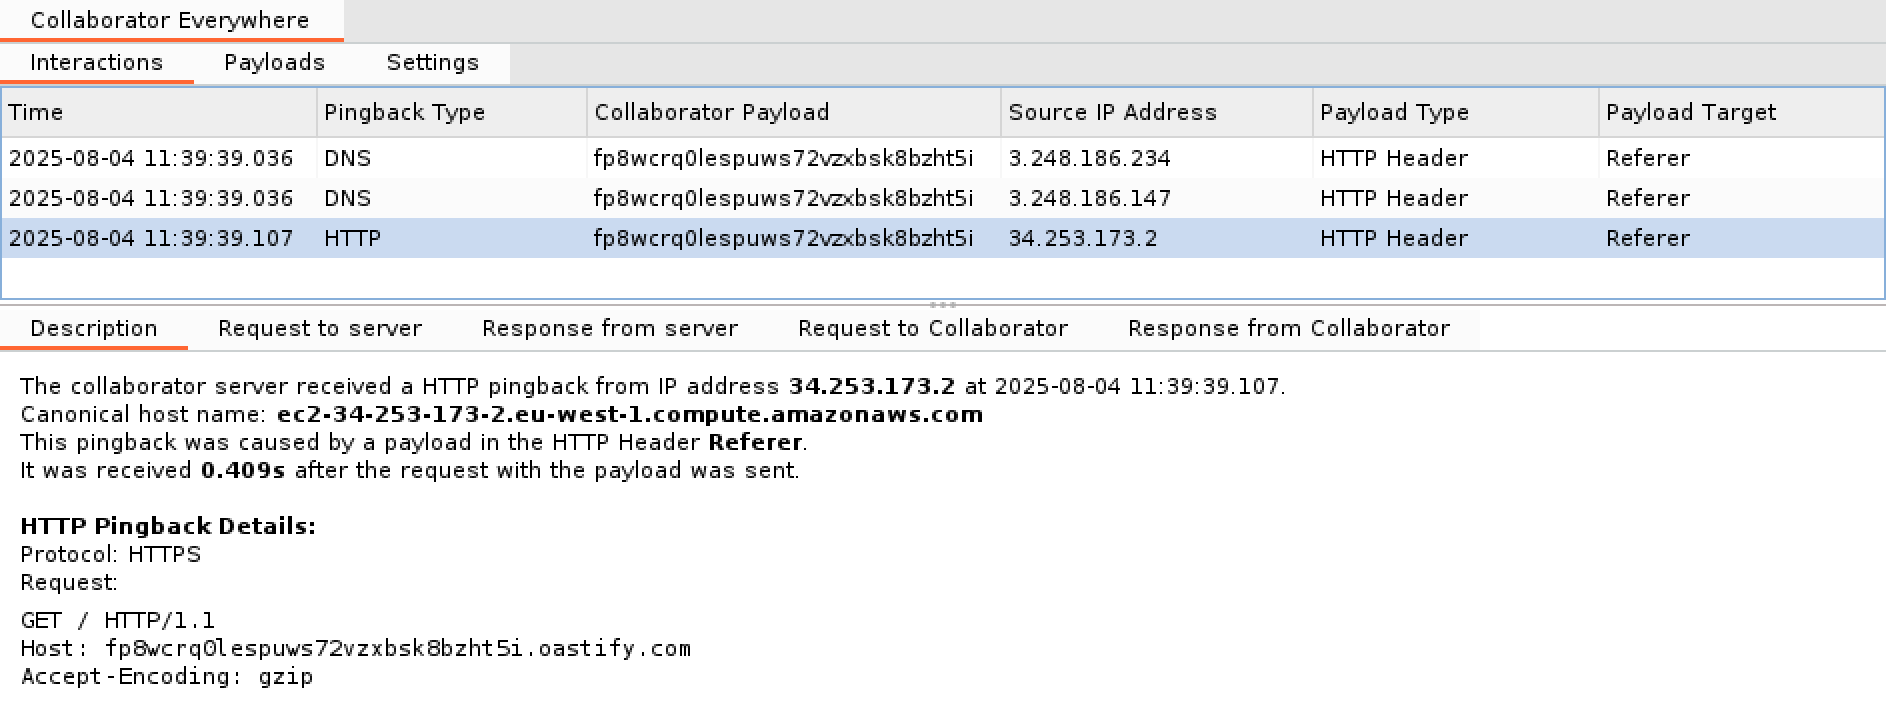 Collaborator Everywhere
Interactions Payloads Settings
Time Pingback Type Collaborator Payload Source IP Address Payload Type Payload Target
2025-08-04 11:39:39.036 DNS fp8wcrq0lespuws72vzxbsk8bzht5i 3.248.186.234 HTTP Header Referer
2025-08-04 11:39:39.036 DNS fp8wcrq0lespuws72vzxbsk8bzht5i 3.248.186.147 HTTP Header Referer
2025-08-04 11:39:39.107 HTTP fp8wcrq0lespuws72vzxbsk8bzht5i 34.253.173.2 HTTP Header Referer
Description Request to server Response from server Request to Collaborator Response from Collaborator
The collaborator server received a HTTP pingback from IP address 34.253.173.2 at 2025-08-04 11:39:39.107.
Canonical host name: ec2-34-253-173-2.eu-west-1.compute.amazonaws.com
This pingback was caused by a payload in the HTTP Header Referer.
It was received 0.409s after the request with the payload was sent.
HTTP Pingback Details:
Protocol: HTTPS
Request:
GET / HTTP/1.1
Host: fp8wcrq0lespuws72vzxbsk8bzht5i.oastify.com
Accept-Encoding: gzip